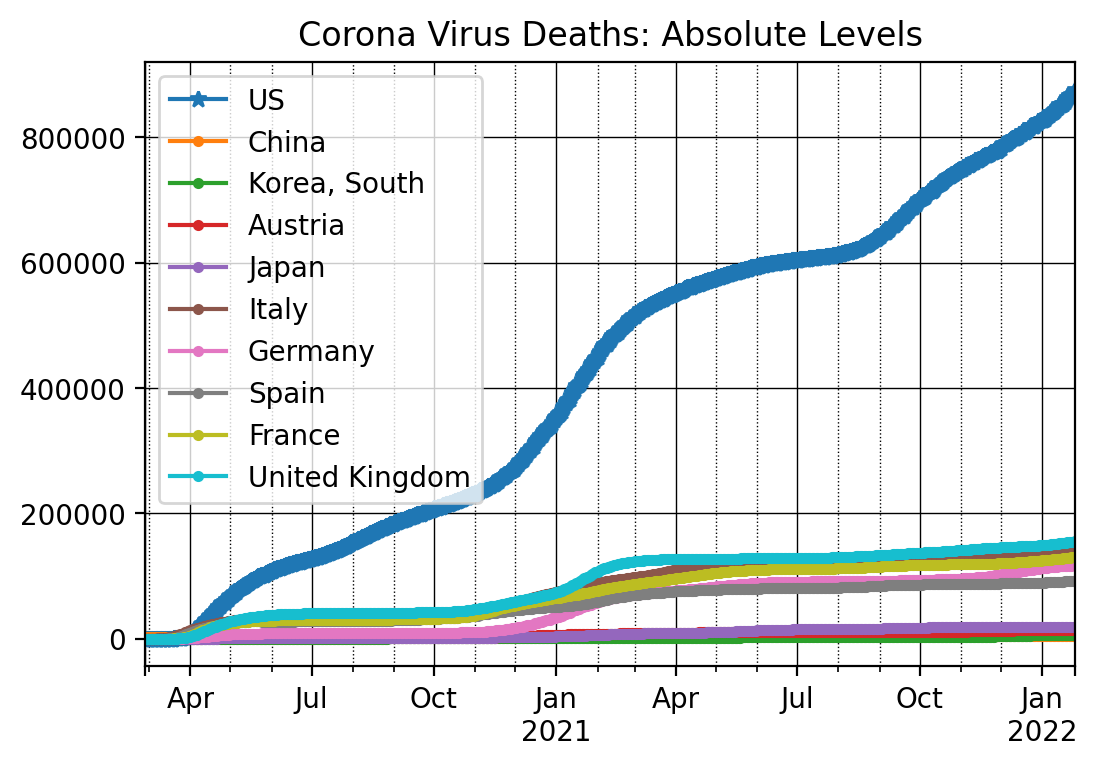 Corona Virus Deaths: Absolute Levels
US
China
Korea, South
Austria
Japan
Italy
Germany
Spain
France
United Kingdom
800000
600000
400000
200000
0
Apr Jul Oct Jan Apr Jul Oct Jan
2021 2022